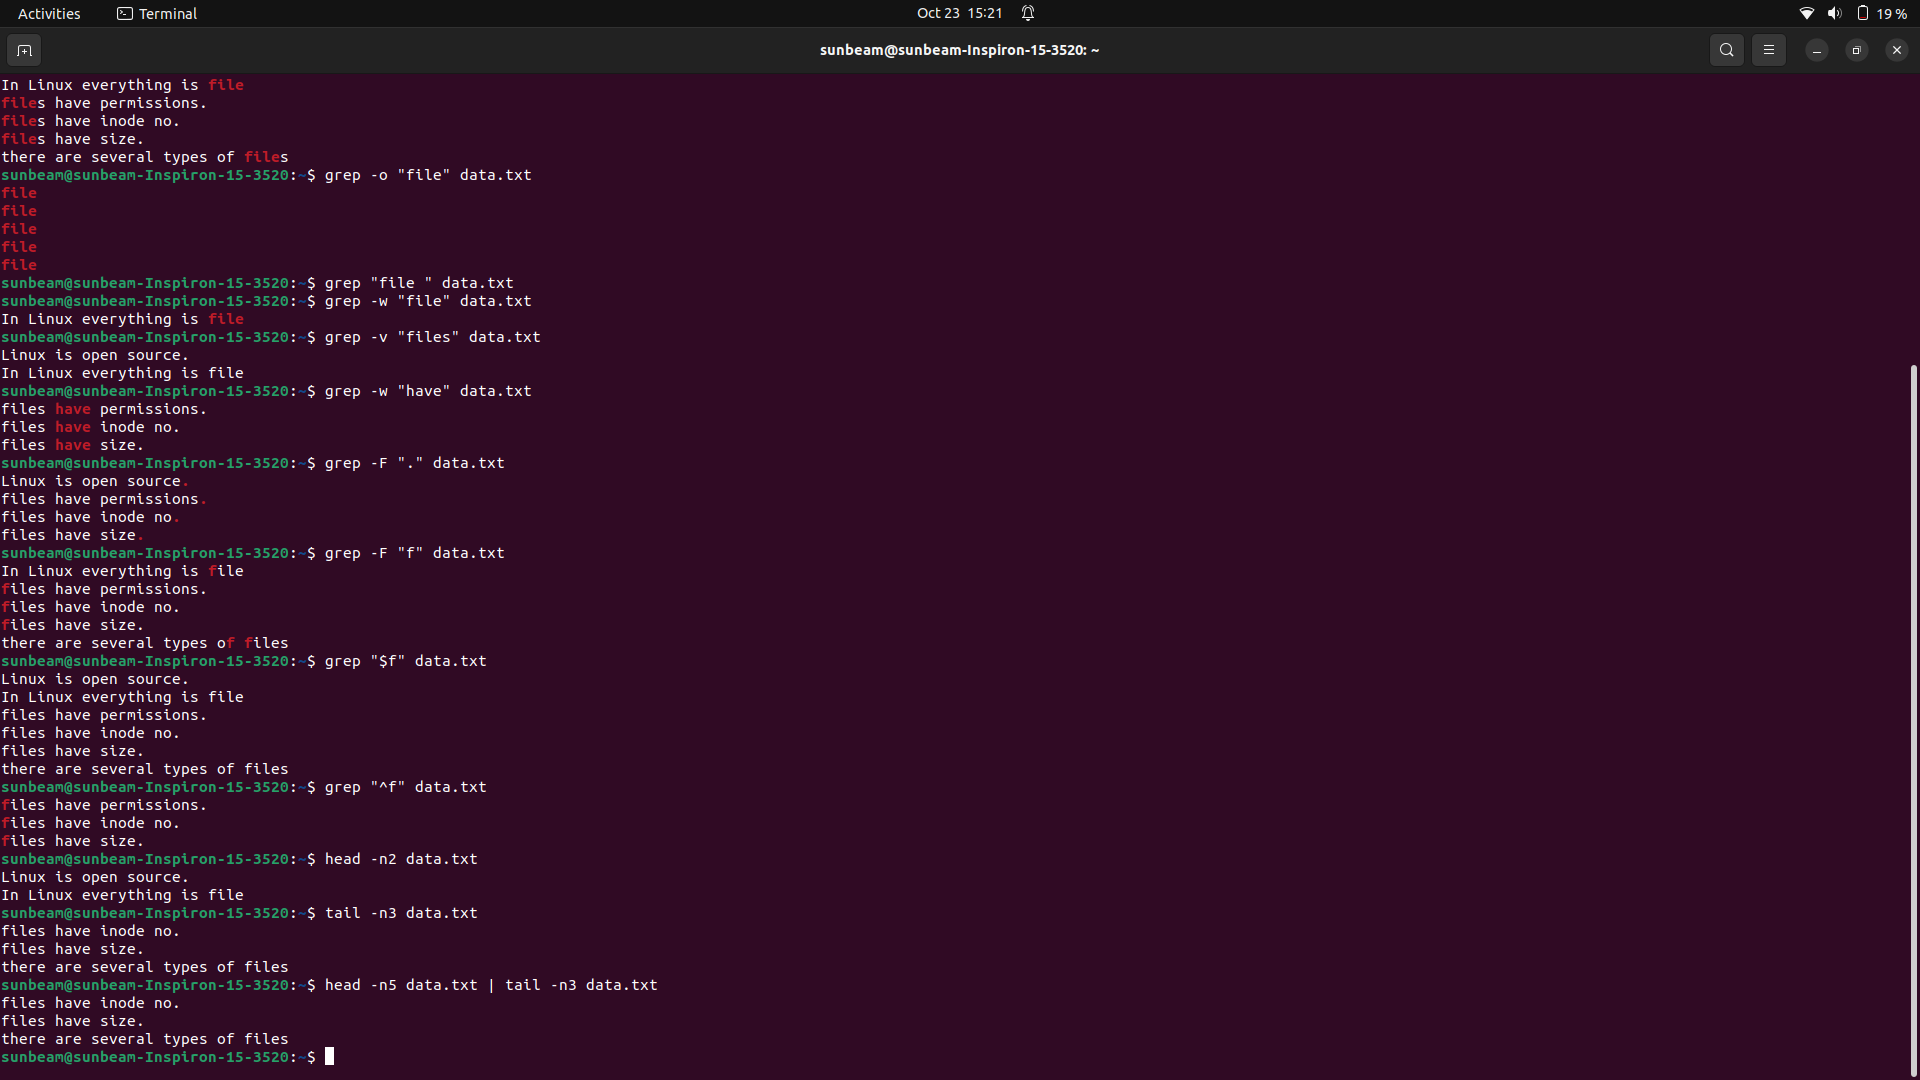 Activities Terminal Oct 23 15:21 19 %
sunbeam@sunbeam-Inspiron-15-3520: ~
In Linux everything is file
files have permissions.
files have inode no.
files have size.
there are several types of files
sunbeam@sunbeam-Inspiron-15-3520:~$ grep -o "file" data.txt
file
file
file
file
file
sunbeam@sunbeam-Inspiron-15-3520:~$ grep "file " data.txt
sunbeam@sunbeam-Inspiron-15-3520:~$ grep -w "file" data.txt
In Linux everything is file
sunbeam@sunbeam-Inspiron-15-3520:~$ grep -v "files" data.txt
Linux is open source.
In Linux everything is file
sunbeam@sunbeam-Inspiron-15-3520:~$ grep -w "have" data.txt
files have permissions.
files have inode no.
files have size.
sunbeam@sunbeam-Inspiron-15-3520:~$ grep -F "." data.txt
Linux is open source.
files have permissions.
files have inode no.
files have size.
sunbeam@sunbeam-Inspiron-15-3520:~$ grep -F "f" data.txt
In Linux everything is file
files have permissions.
files have inode no.
files have size.
there are several types of files
sunbeam@sunbeam-Inspiron-15-3520:~$ grep "$f" data.txt
Linux is open source.
In Linux everything is file
files have permissions.
files have inode no.
files have size.
there are several types of files
sunbeam@sunbeam-Inspiron-15-3520:~$ grep "^f" data.txt
files have permissions.
files have inode no.
files have size.
sunbeam@sunbeam-Inspiron-15-3520:~$ head -n2 data.txt
Linux is open source.
In Linux everything is file
sunbeam@sunbeam-Inspiron-15-3520:~$ tail -n3 data.txt
files have inode no.
files have size.
there are several types of files
sunbeam@sunbeam-Inspiron-15-3520:~$ head -n5 data.txt | tail -n3 data.txt
files have inode no.
files have size.
there are several types of files
sunbeam@sunbeam-Inspiron-15-3520:~$